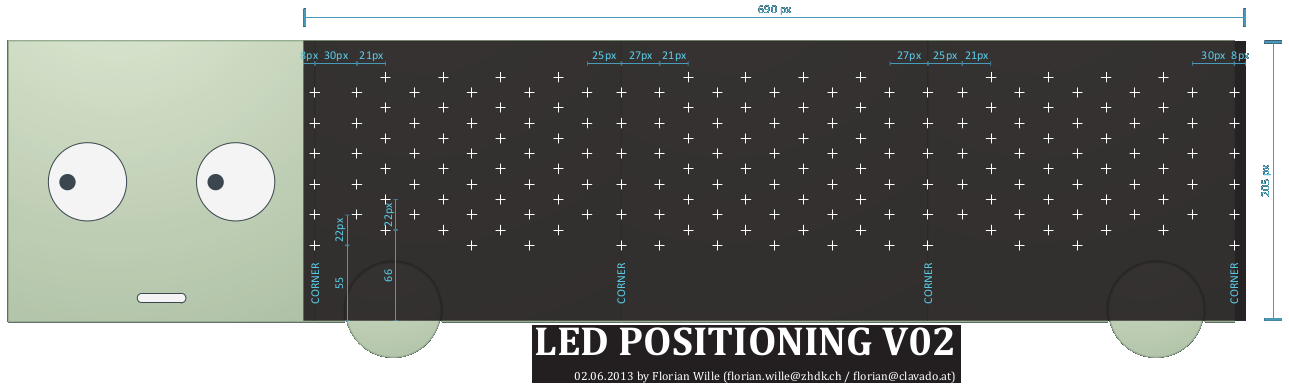 690 px
8px 30px 21px 25px 27px 21px 27px 25px 21px 30px 8px
205 px
22px
22px
55
66
CORNER
CORNER
CORNER
CORNER
LED POSITIONING V02
02.06.2013 by Florian Wille (florian.wille@zhdk.ch / florian@clavado.at)